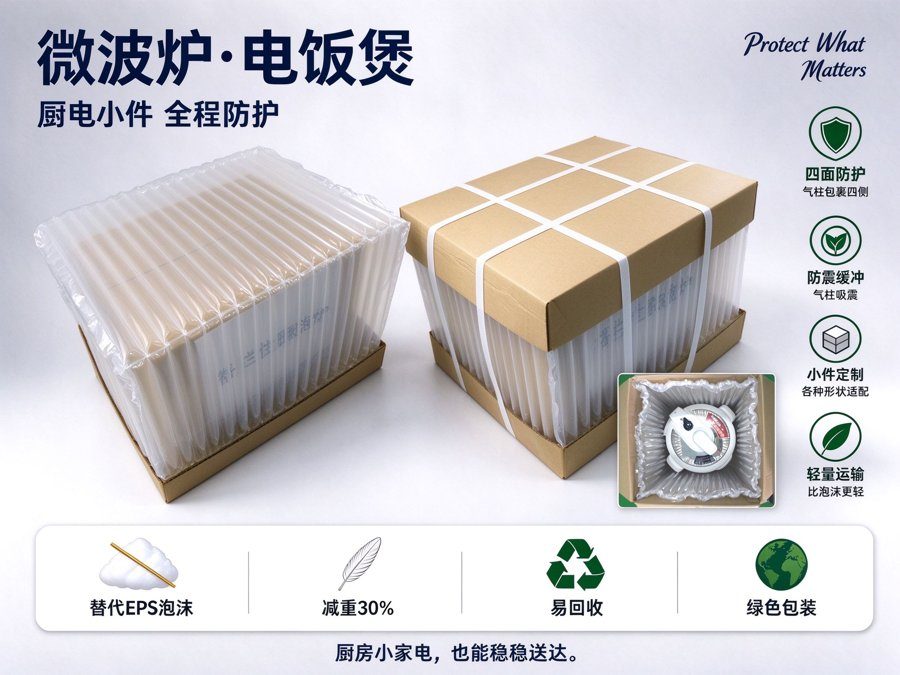 微波炉·电饭煲
厨电小件 全程防护
Protect What
Matters
四面防护
气柱包裹四侧
防震缓冲
气柱吸震
小件定制
各种形状适配
轻量运输
比泡沫更轻
替代EPS泡沫
减重30%
易回收
绿色包装
厨房小家电，也能稳稳送达。